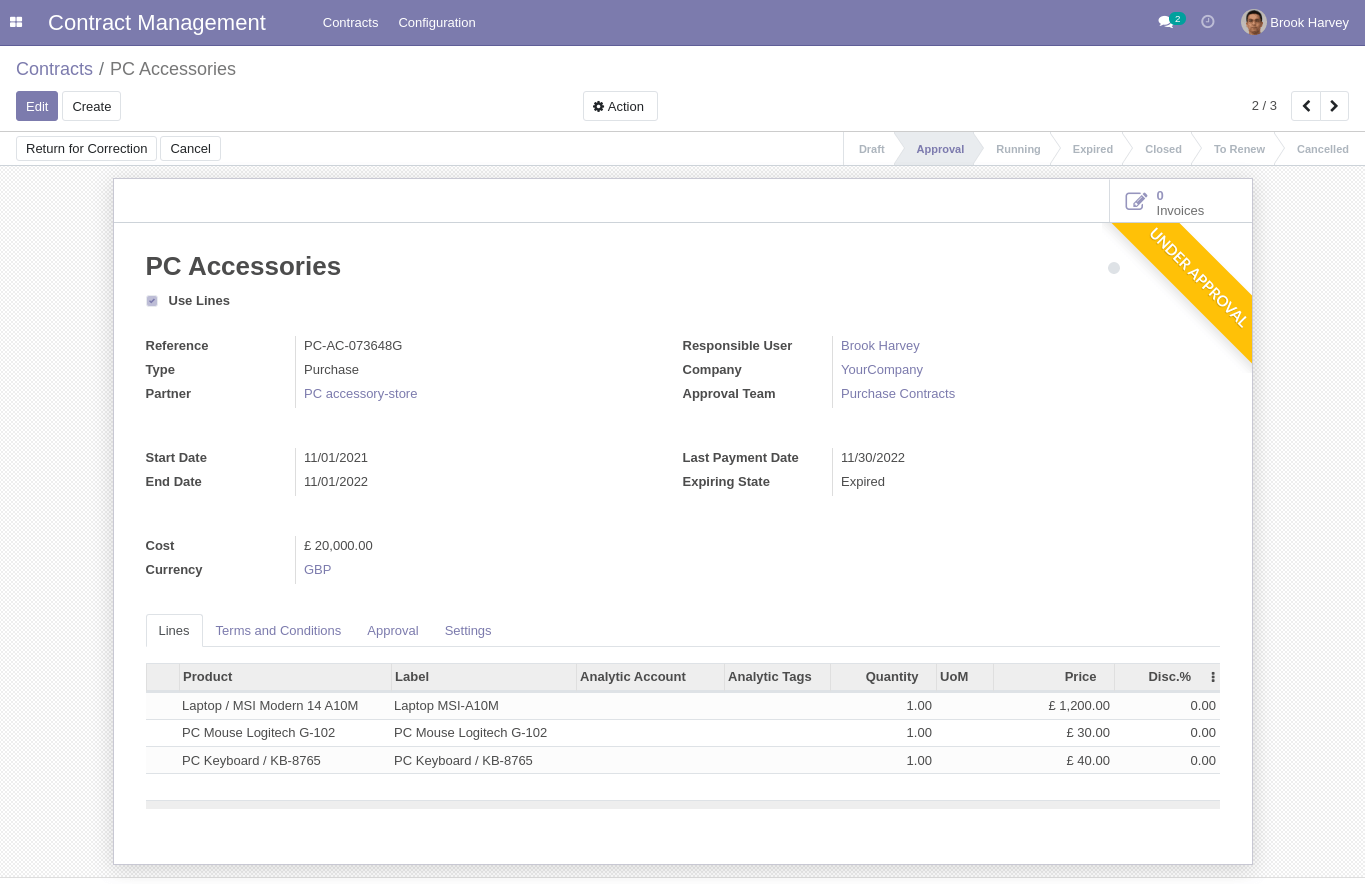 Contract Management Contracts Configuration 2 Brook Harvey
Contracts / PC Accessories
Edit Create Action 2 / 3
Return for Correction Cancel Draft Approval Running Expired Closed To Renew Cancelled
0
Invoices
UNDER APPROVAL
PC Accessories
Use Lines
Reference PC-AC-073648G Responsible User Brook Harvey
Type Purchase Company YourCompany
Partner PC accessory-store Approval Team Purchase Contracts
Start Date 11/01/2021 Last Payment Date 11/30/2022
End Date 11/01/2022 Expiring State Expired
Cost £ 20,000.00
Currency GBP
Lines Terms and Conditions Approval Settings
Product Label Analytic Account Analytic Tags Quantity UoM Price Disc.%
Laptop / MSI Modern 14 A10M Laptop MSI-A10M 1.00 £ 1,200.00 0.00
PC Mouse Logitech G-102 PC Mouse Logitech G-102 1.00 £ 30.00 0.00
PC Keyboard / KB-8765 PC Keyboard / KB-8765 1.00 £ 40.00 0.00